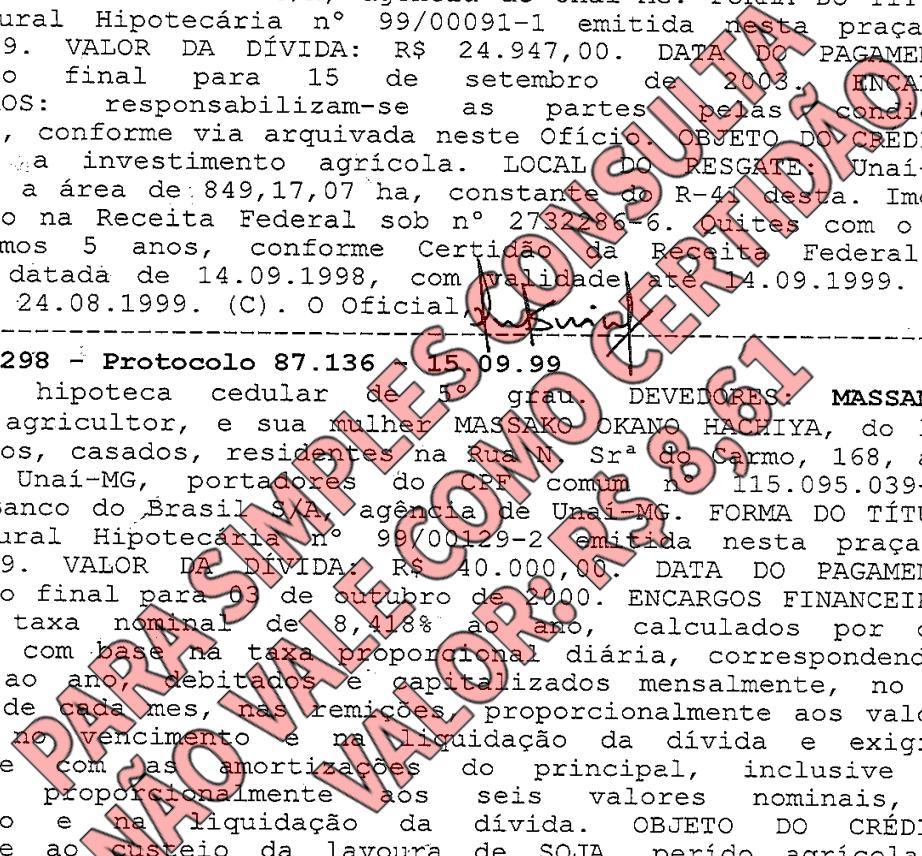 ural Hipotecária nº 99/00091-1 emitida nesta praça
9. VALOR DA DÍVIDA: R$ 24.947,00. DATA DO PAGAMEN
o final para 15 de setembro de 2003. ENCA
OS: responsabilizam-se as partes pelas condi
, conforme via arquivada neste Ofício. OBJETO DO CRÉDI
a investimento agrícola. LOCAL DO RESGATE: Unaí-
a área de 849,17,07 ha, constante do R-41 desta. Im
o na Receita Federal sob nº 2732286-6. Quites com o
mos 5 anos, conforme Certidão da Receita Federal
datada de 14.09.1998, com validade até 14.09.1999.
24.08.1999. (C). O Oficial,
298 - Protocolo 87.136 - 15.09.99
hipoteca cedular de 5º grau. DEVEDORES: MASSA
agricultor, e sua mulher MASSAKO OKANO HACHIYA, do
os, casados, residentes na Rua N. Srª do Carmo, 168,
Unaí-MG, portadores do CPF comum nº 115.095.039-
Banco do Brasil S/A, agência de Unaí-MG. FORMA DO TÍTU
ural Hipotecária nº 99/00129-2 emitida nesta praça
9. VALOR DA DÍVIDA: R$ 40.000,00. DATA DO PAGAMEN
o final para 03 de outubro de 2000. ENCARGOS FINANCEI
taxa nominal de 8,418% ao ano, calculados por
com base na taxa proporcional diária, correspondend
ao ano, debitados e capitalizados mensalmente, no
de cada mes, nas remições, proporcionalmente aos val
no vencimento e na liquidação da dívida e exig
e com as amortizações do principal, inclusive
proporcionalmente aos seis valores nominais,
o e na liquidação da dívida. OBJETO DO CRÉDI
e ao custeio da lavoura de SOJA, perído agrícola
PARA SIMPLES CONSULTA
NÃO VALE COMO CERTIDÃO
VALOR: R$ 8,61